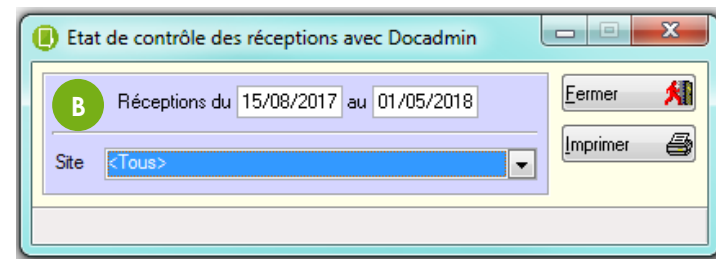 Etat de contrôle des réceptions avec Docadmin
B
Réceptions du 15/08/2017 au 01/05/2018
Fermer
Imprimer
Site <Tous>